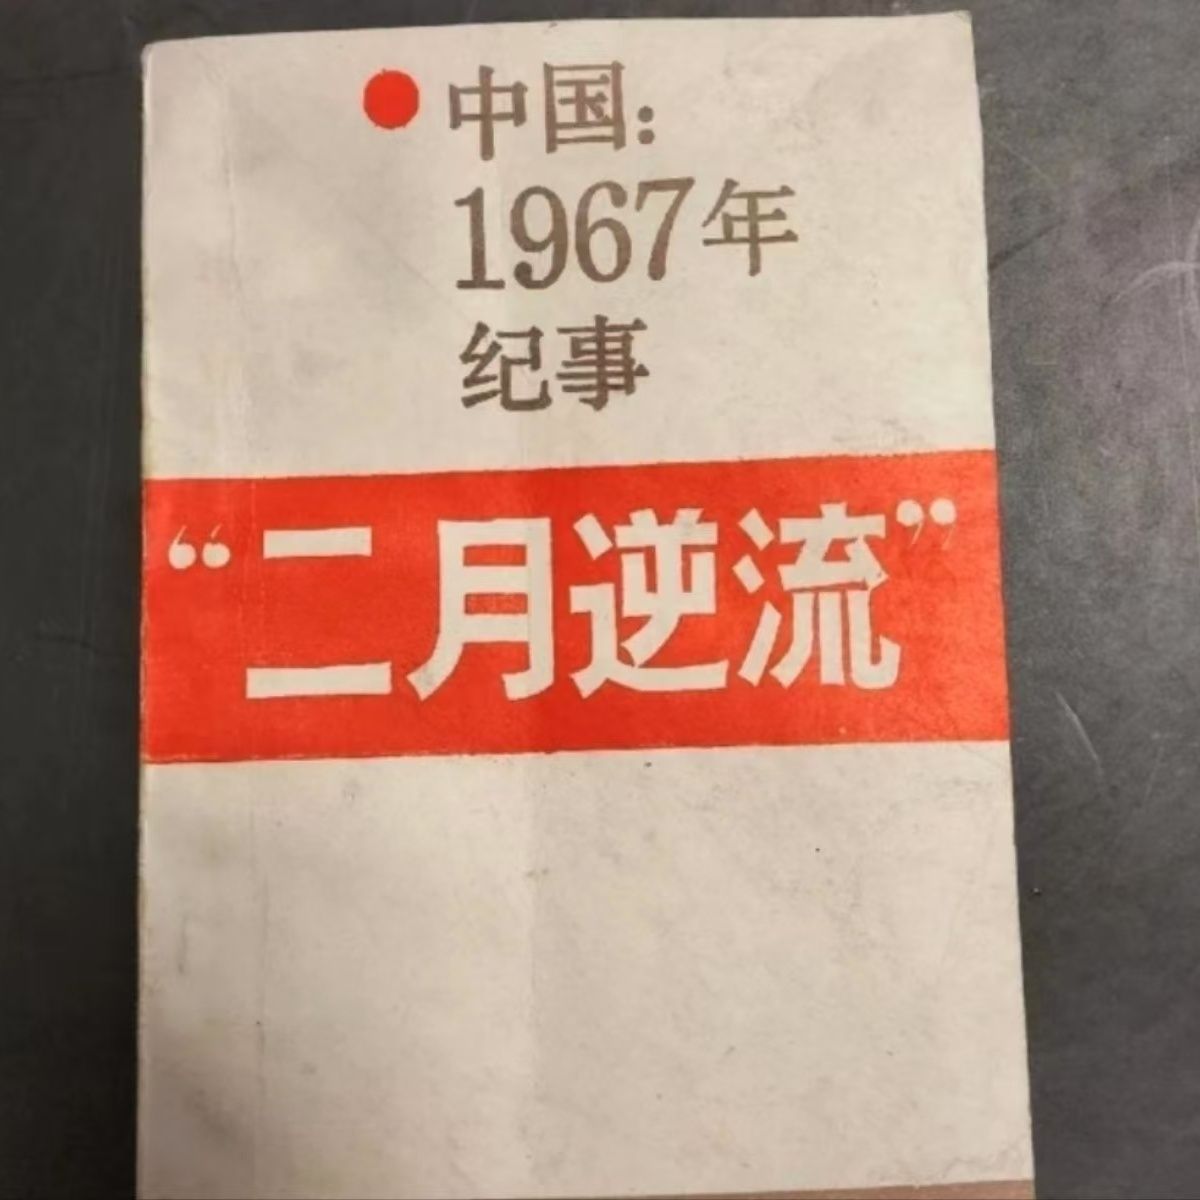 中国：
1967年
纪事
“二月逆流”